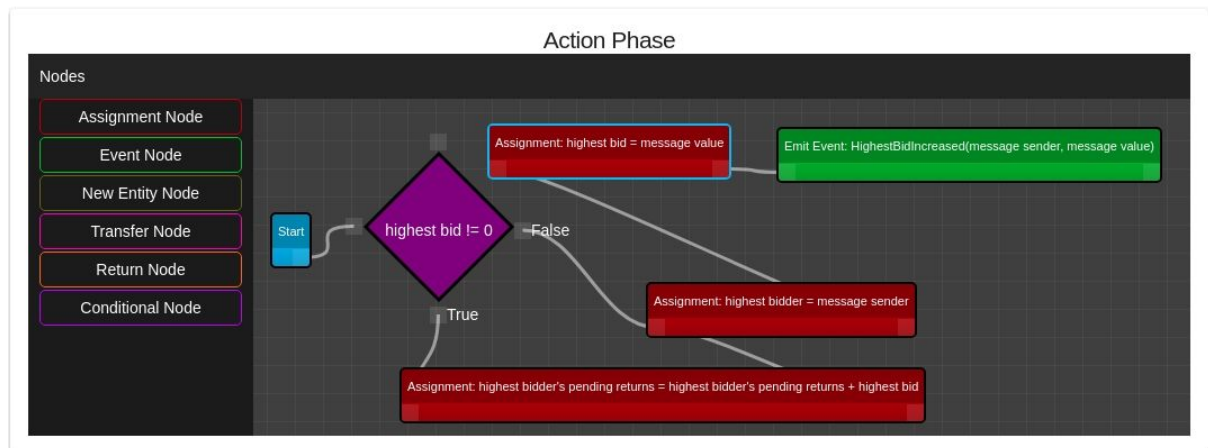 Action Phase
Nodes
Assignment Node
Event Node
New Entity Node
Transfer Node
Return Node
Conditional Node
Start
highest bid != 0
False
True
Assignment: highest bid = message value
Emit Event: HighestBidIncreased(message sender, message value)
Assignment: highest bidder = message sender
Assignment: highest bidder's pending returns = highest bidder's pending returns + highest bid